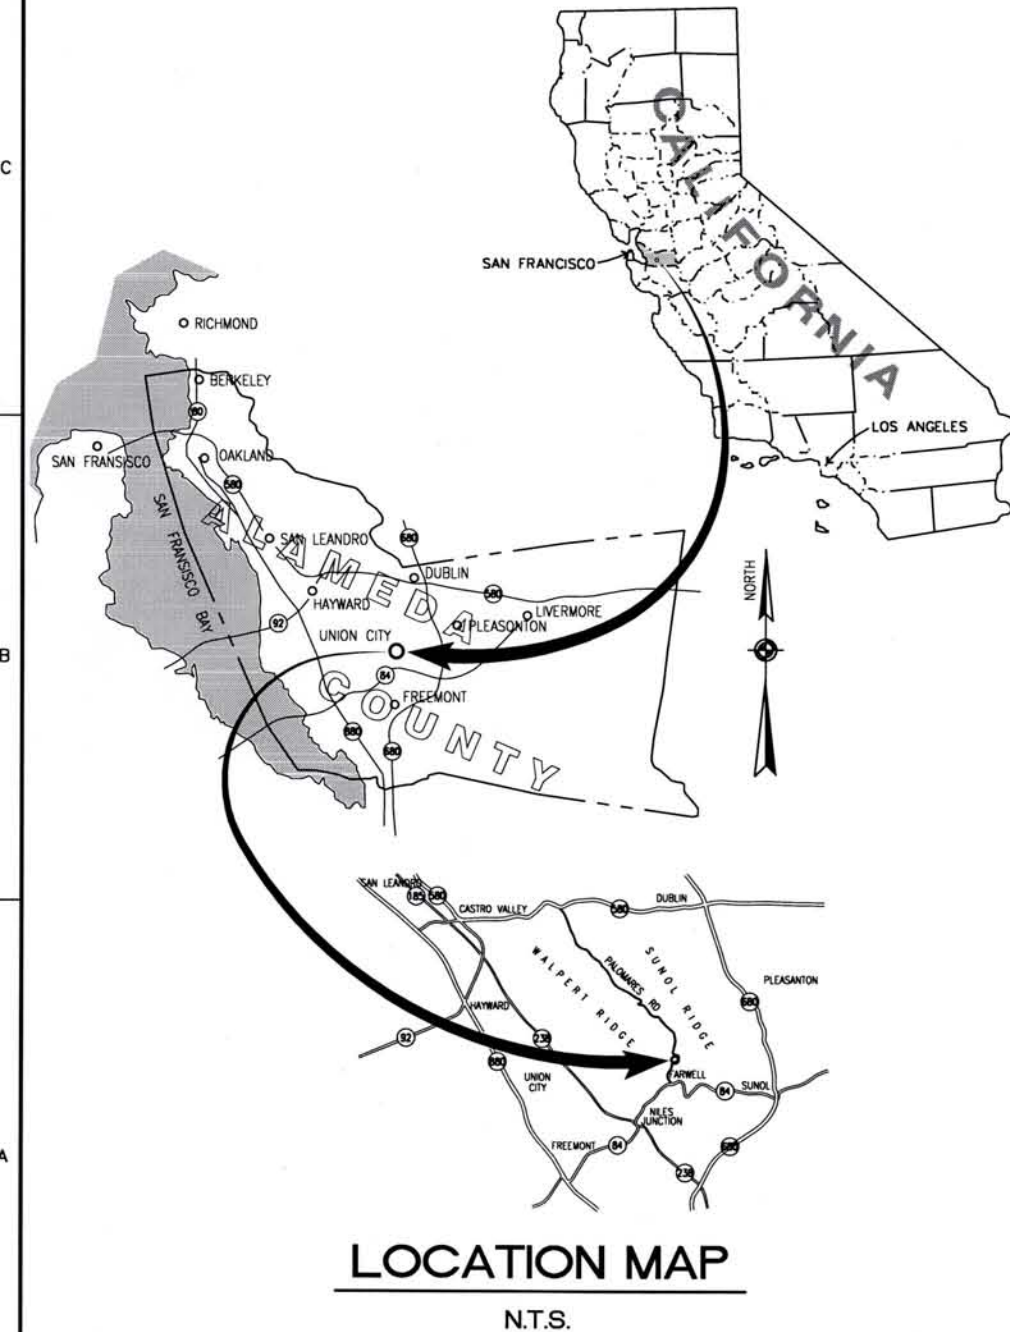 C
B
A
CALIFORNIA
SAN FRANCISCO
LOS ANGELES
RICHMOND
BERKELEY
80
SAN FRANSISCO
OAKLAND
580
SAN FRANSISCO BAY
ALAMEDA
COUNTY
SAN LEANDRO
680
DUBLIN
580
HAYWARD
92
LIVERMORE
PLEASONTON
UNION CITY
84
FREEMONT
880
680
NORTH
SAN LEANDRO
185
580
CASTRO VALLEY
580
DUBLIN
WALPERT RIDGE
PALOMARES RD
SUNOL RIDGE
PLEASANTON
680
HAYWARD
92
238
880
UNION
CITY
FARWELL
84
SUNOL
NILES
JUNCTION
FREEMONT
84
680
238
LOCATION MAP
N.T.S.